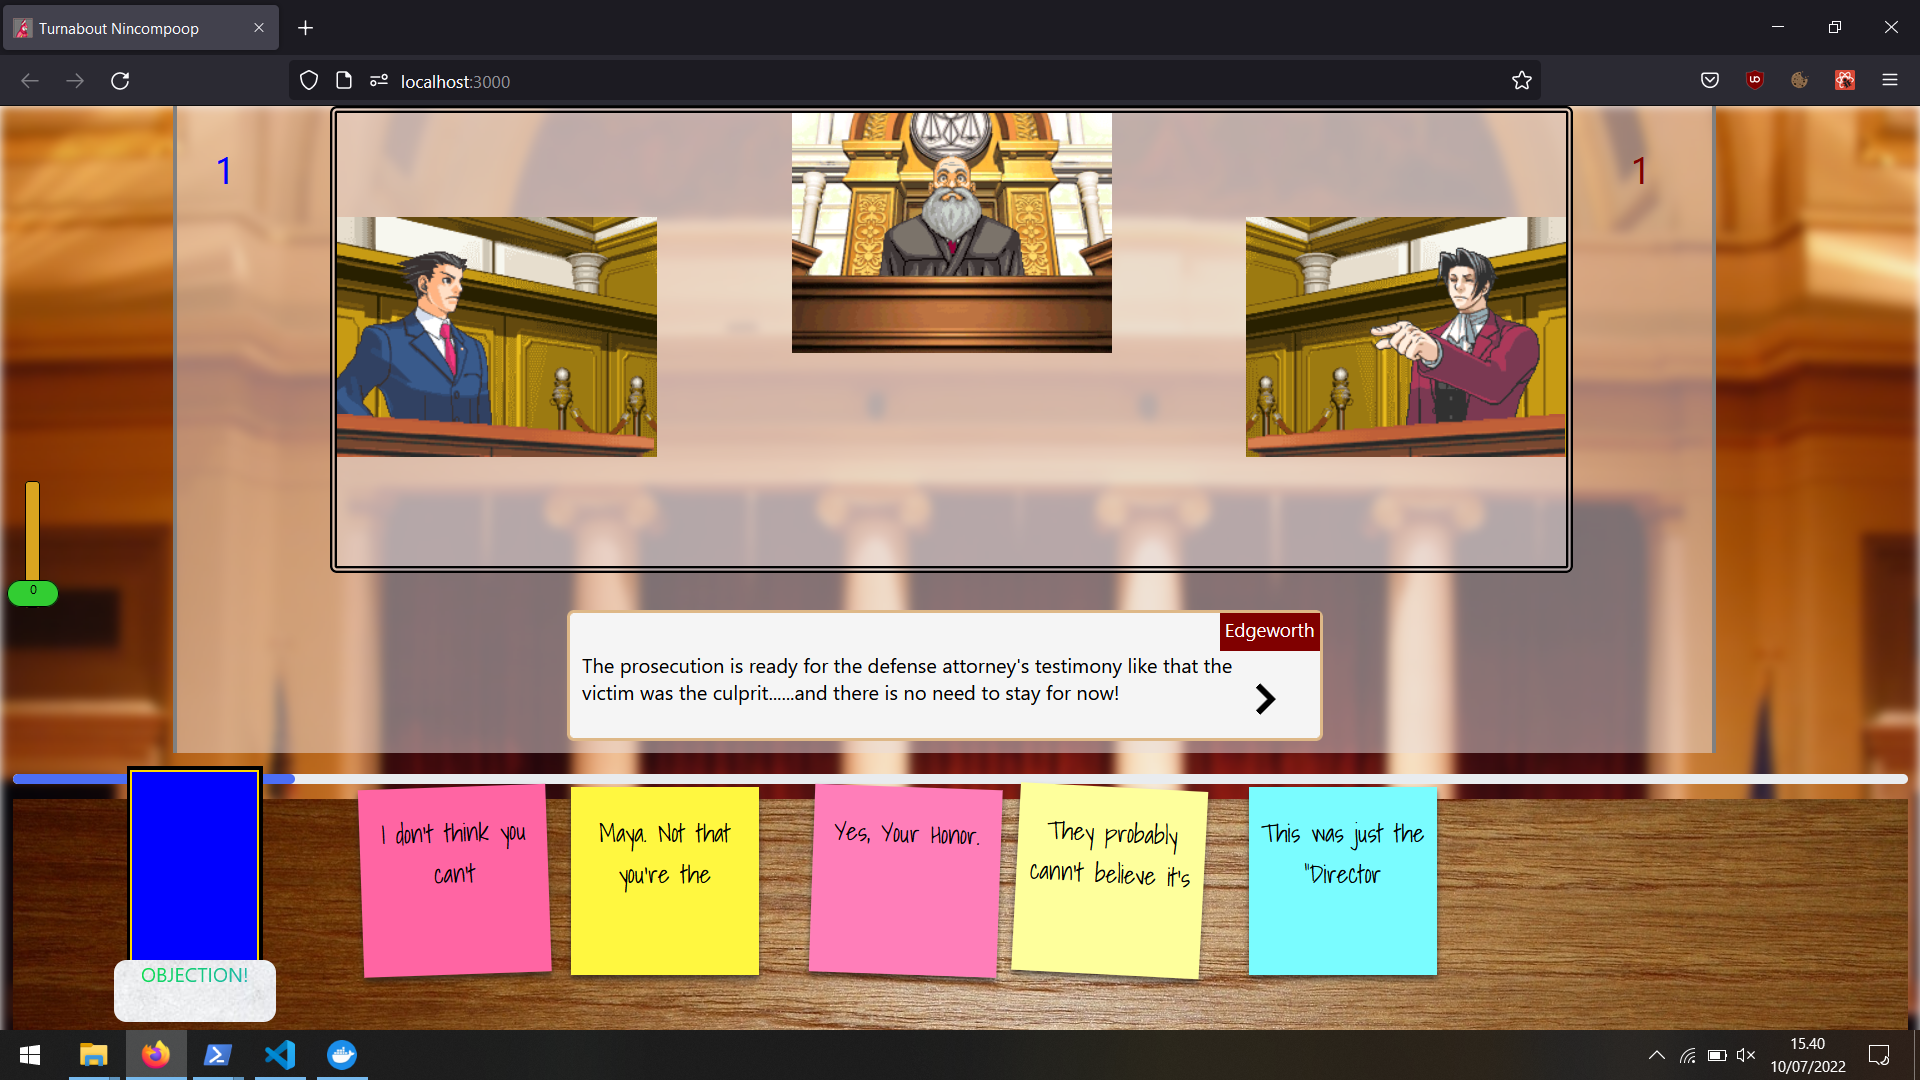 Turnabout Nincompoop
localhost:3000
1
1
0
Edgeworth
The prosecution is ready for the defense attorney's testimony like that the
victim was the culprit......and there is no need to stay for now!
I don't think you
can't
Maya. Not that
you're the
Yes, Your Honor.
They probably
cann't believe it's
This was just the
"Director
OBJECTION!
15.40
10/07/2022